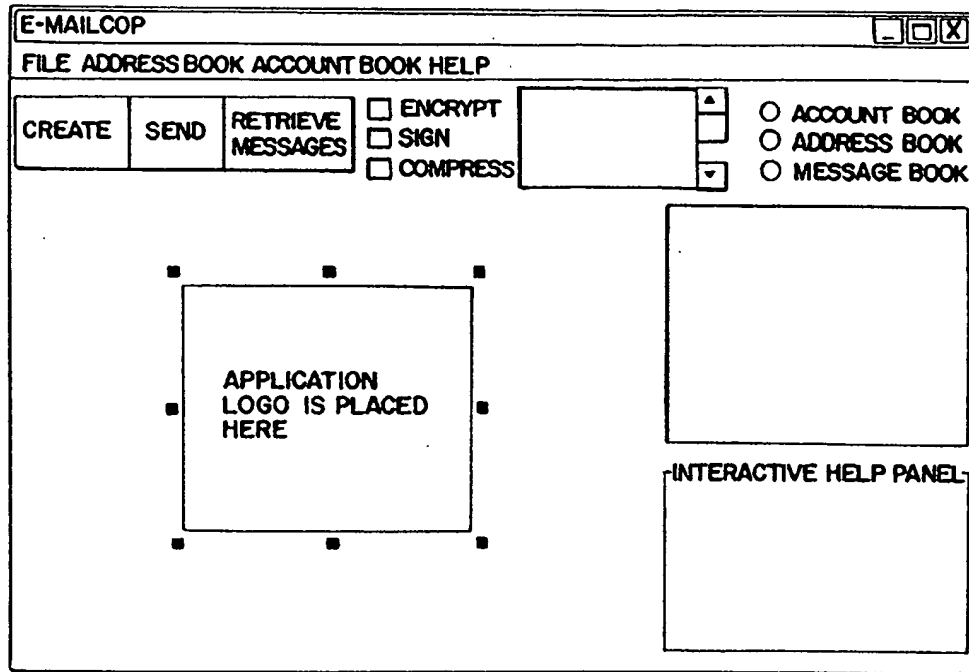 E-MAILCOP
FILE ADDRESS BOOK ACCOUNT BOOK HELP
CREATE
SEND
RETRIEVE
MESSAGES
ENCRYPT
SIGN
COMPRESS
ACCOUNT BOOK
ADDRESS BOOK
MESSAGE BOOK
APPLICATION
LOGO IS PLACED
HERE
INTERACTIVE HELP PANEL